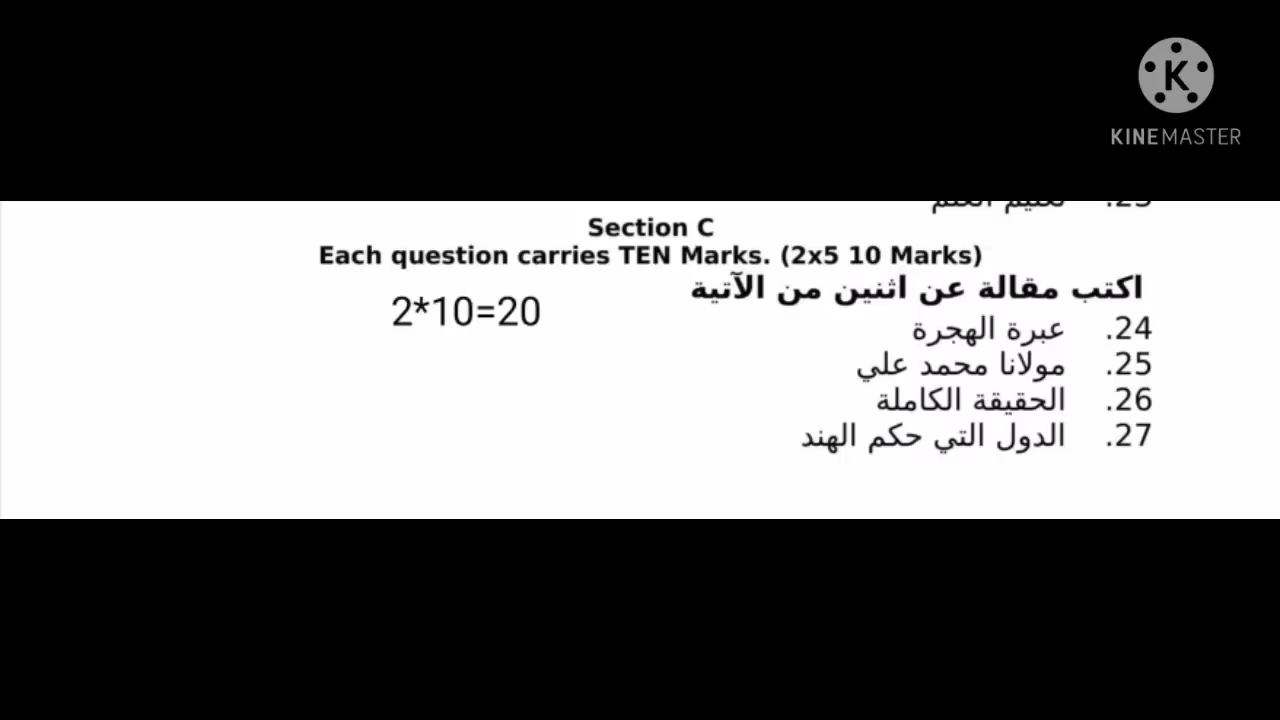 KINEMASTER
Section C
Each question carries TEN Marks. (2x5 10 Marks)
اكتب مقالة عن اثنين من الآتية
2*10=20
24. عبرة الهجرة
25. مولانا محمد علي
26. الحقيقة الكاملة
27. الدول التي حكم الهند